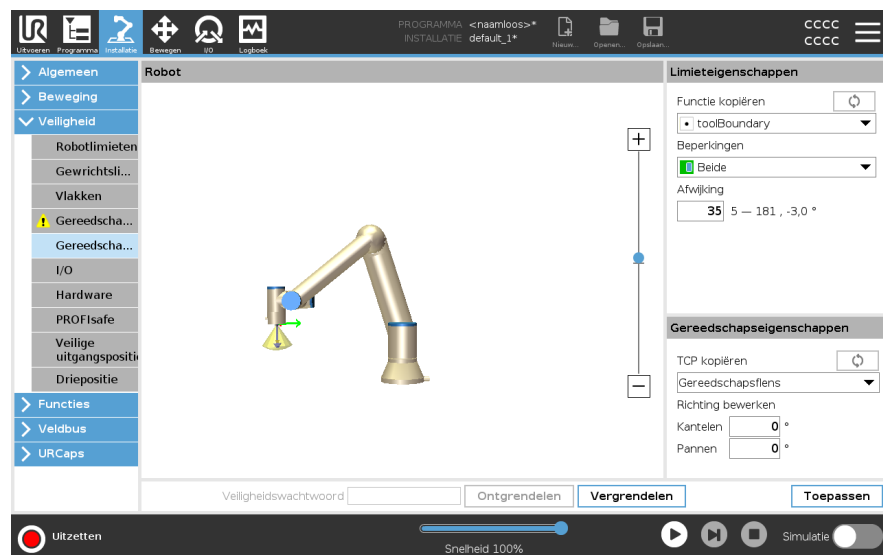 PROGRAMMA <naamloos>*
INSTALLATIE default_1*
Uitvoeren Programma Installatie Bewegen I/O Logboek
Nieuw... Openen... Opslaan...
CCCC
CCCC
Algemeen
Beweging
Veiligheid
Robotlimieten
Gewrichtsli...
Vlakken
Gereedscha...
Gereedscha...
I/O
Hardware
PROFIsafe
Veilige
uitgangspositi
Driepositie
Functies
Veldbus
URCaps
Robot
Limieteigenschappen
Functie kopiëren
toolBoundary
Beperkingen
Beide
Afwijking
35 5 — 181 , -3,0 °
Gereedschapseigenschappen
TCP kopiëren
Gereedschapsflens
Richting bewerken
Kantelen 0 °
Pannen 0 °
Veiligheidswachtwoord Ontgrendelen Vergrendelen Toepassen
Uitzetten
Snelheid 100%
Simulatie